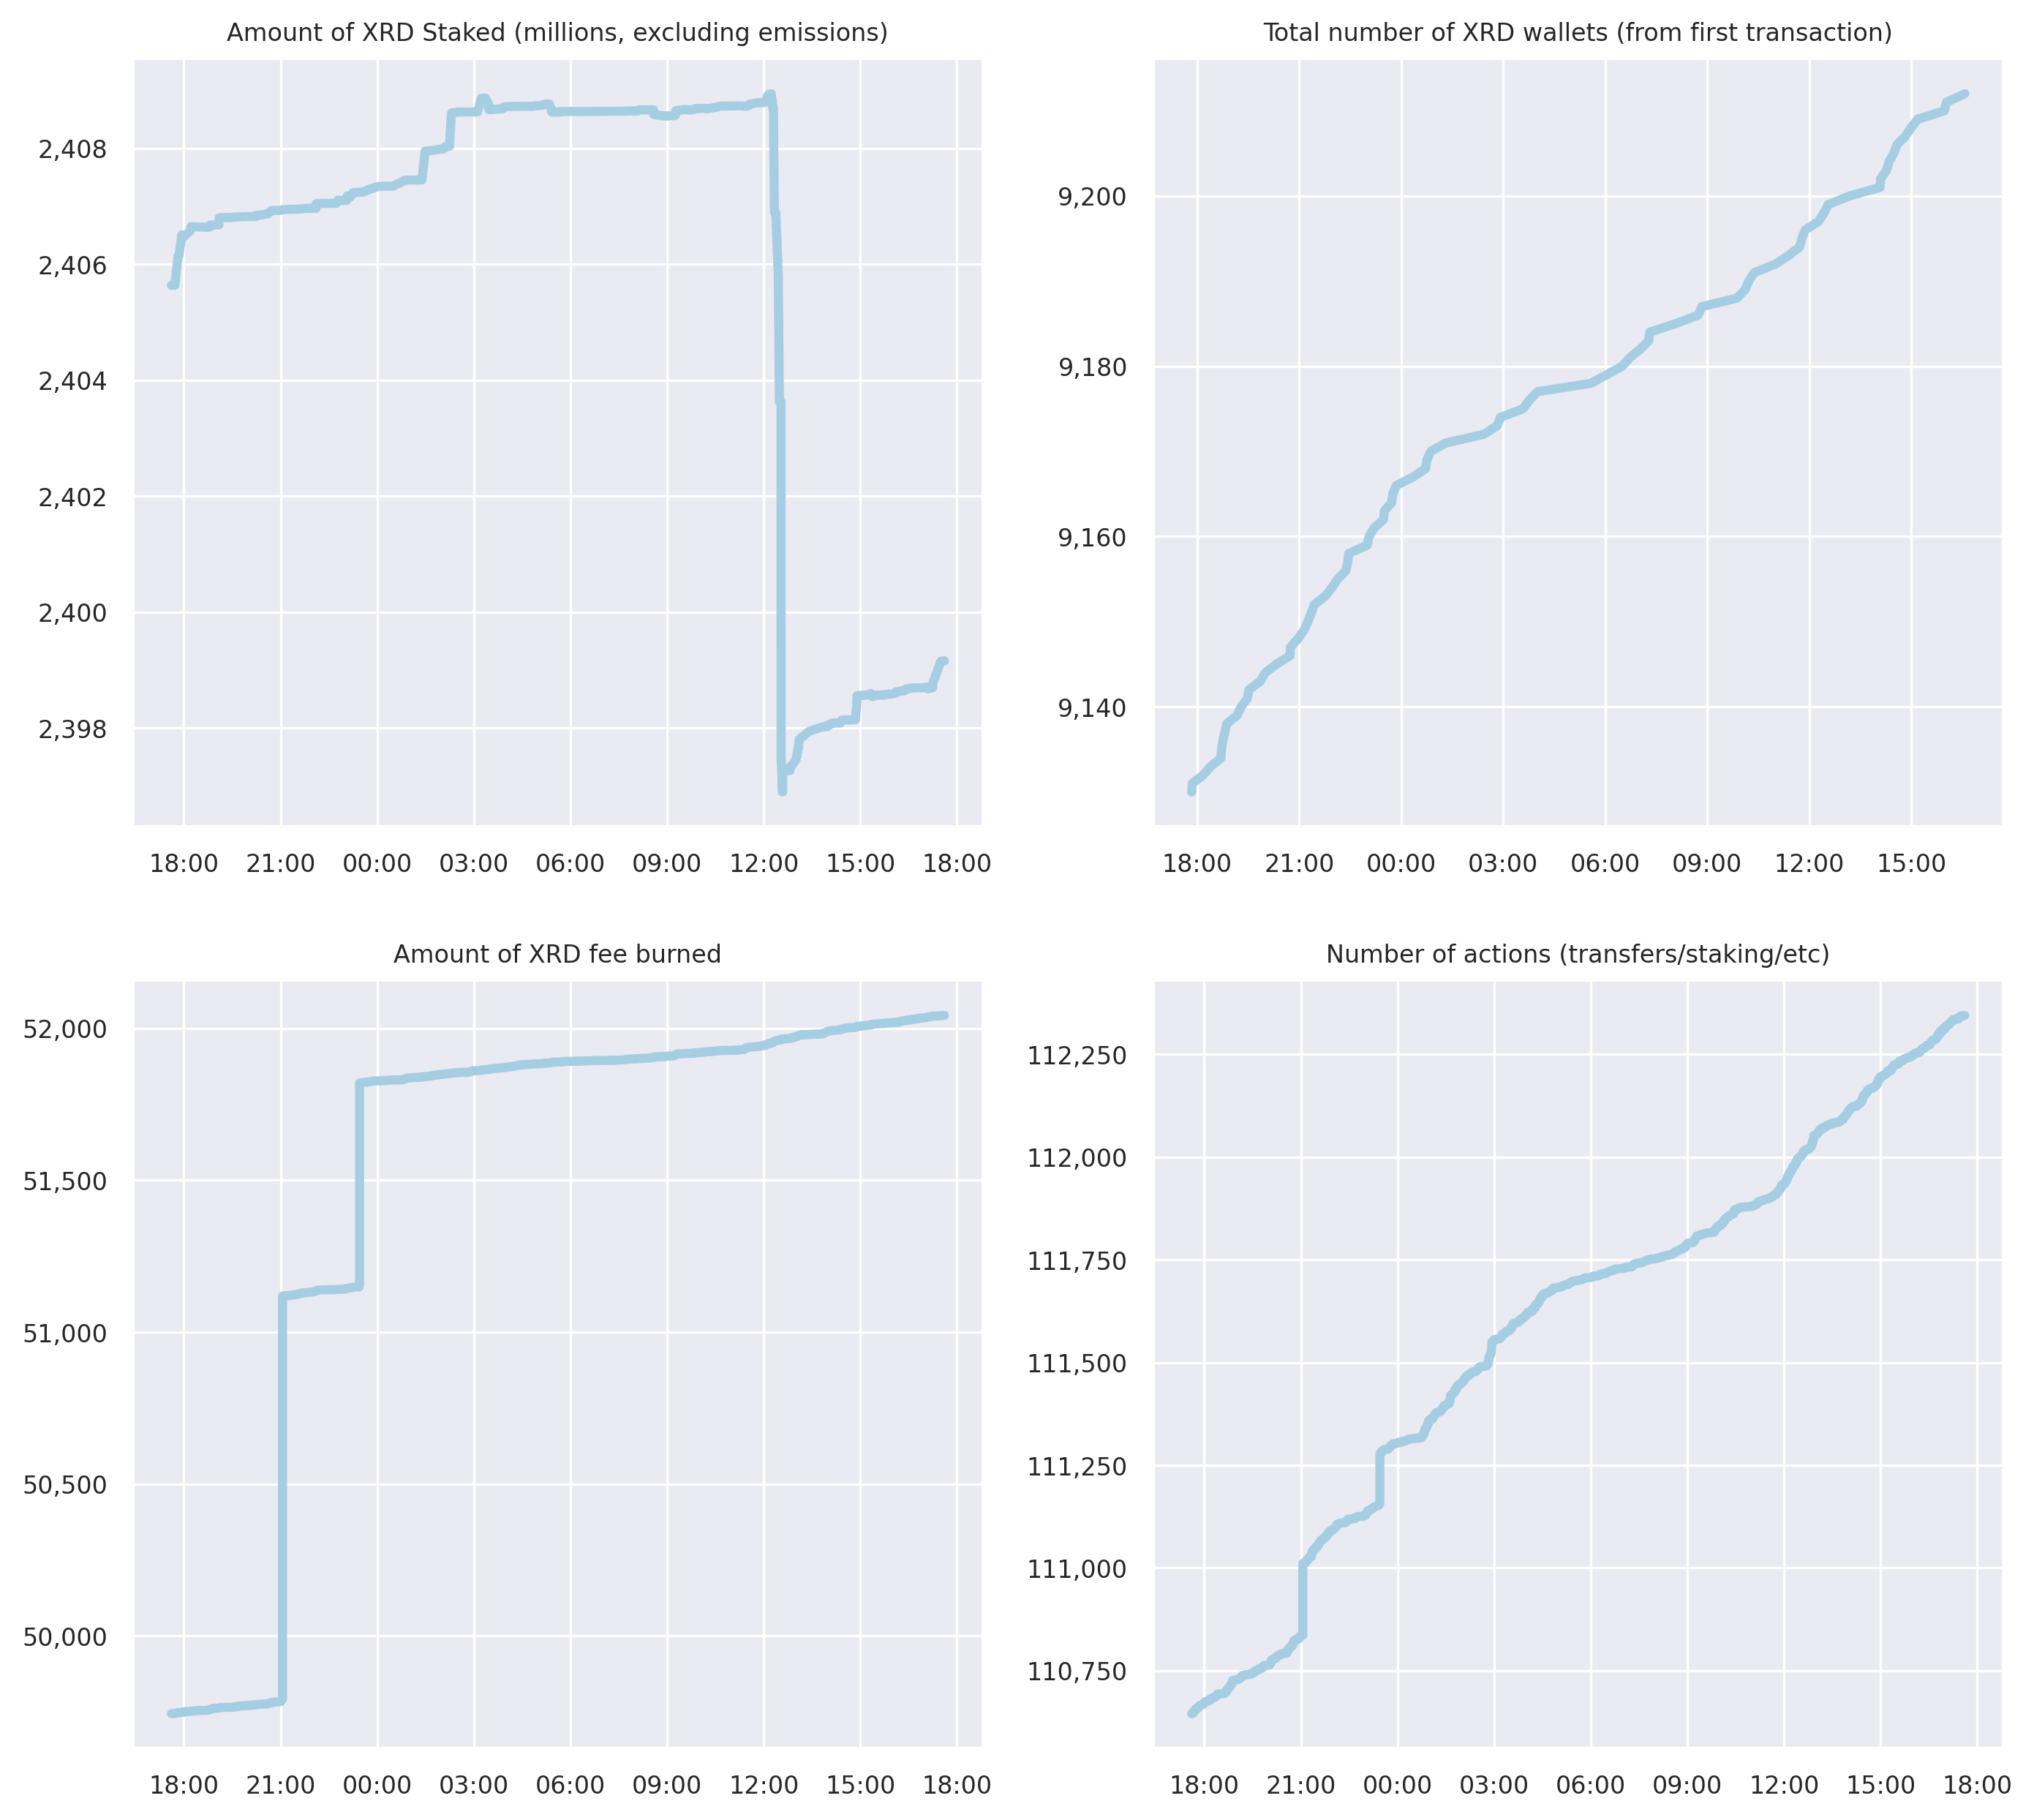 Amount of XRD Staked (millions, excluding emissions)
2,408
2,406
2,404
2,402
2,400
2,398
18:00 21:00 00:00 03:00 06:00 09:00 12:00 15:00 18:00
Total number of XRD wallets (from first transaction)
9,200
9,180
9,160
9,140
18:00 21:00 00:00 03:00 06:00 09:00 12:00 15:00
Amount of XRD fee burned
52,000
51,500
51,000
50,500
50,000
18:00 21:00 00:00 03:00 06:00 09:00 12:00 15:00 18:00
Number of actions (transfers/staking/etc)
112,250
112,000
111,750
111,500
111,250
111,000
110,750
18:00 21:00 00:00 03:00 06:00 09:00 12:00 15:00 18:00